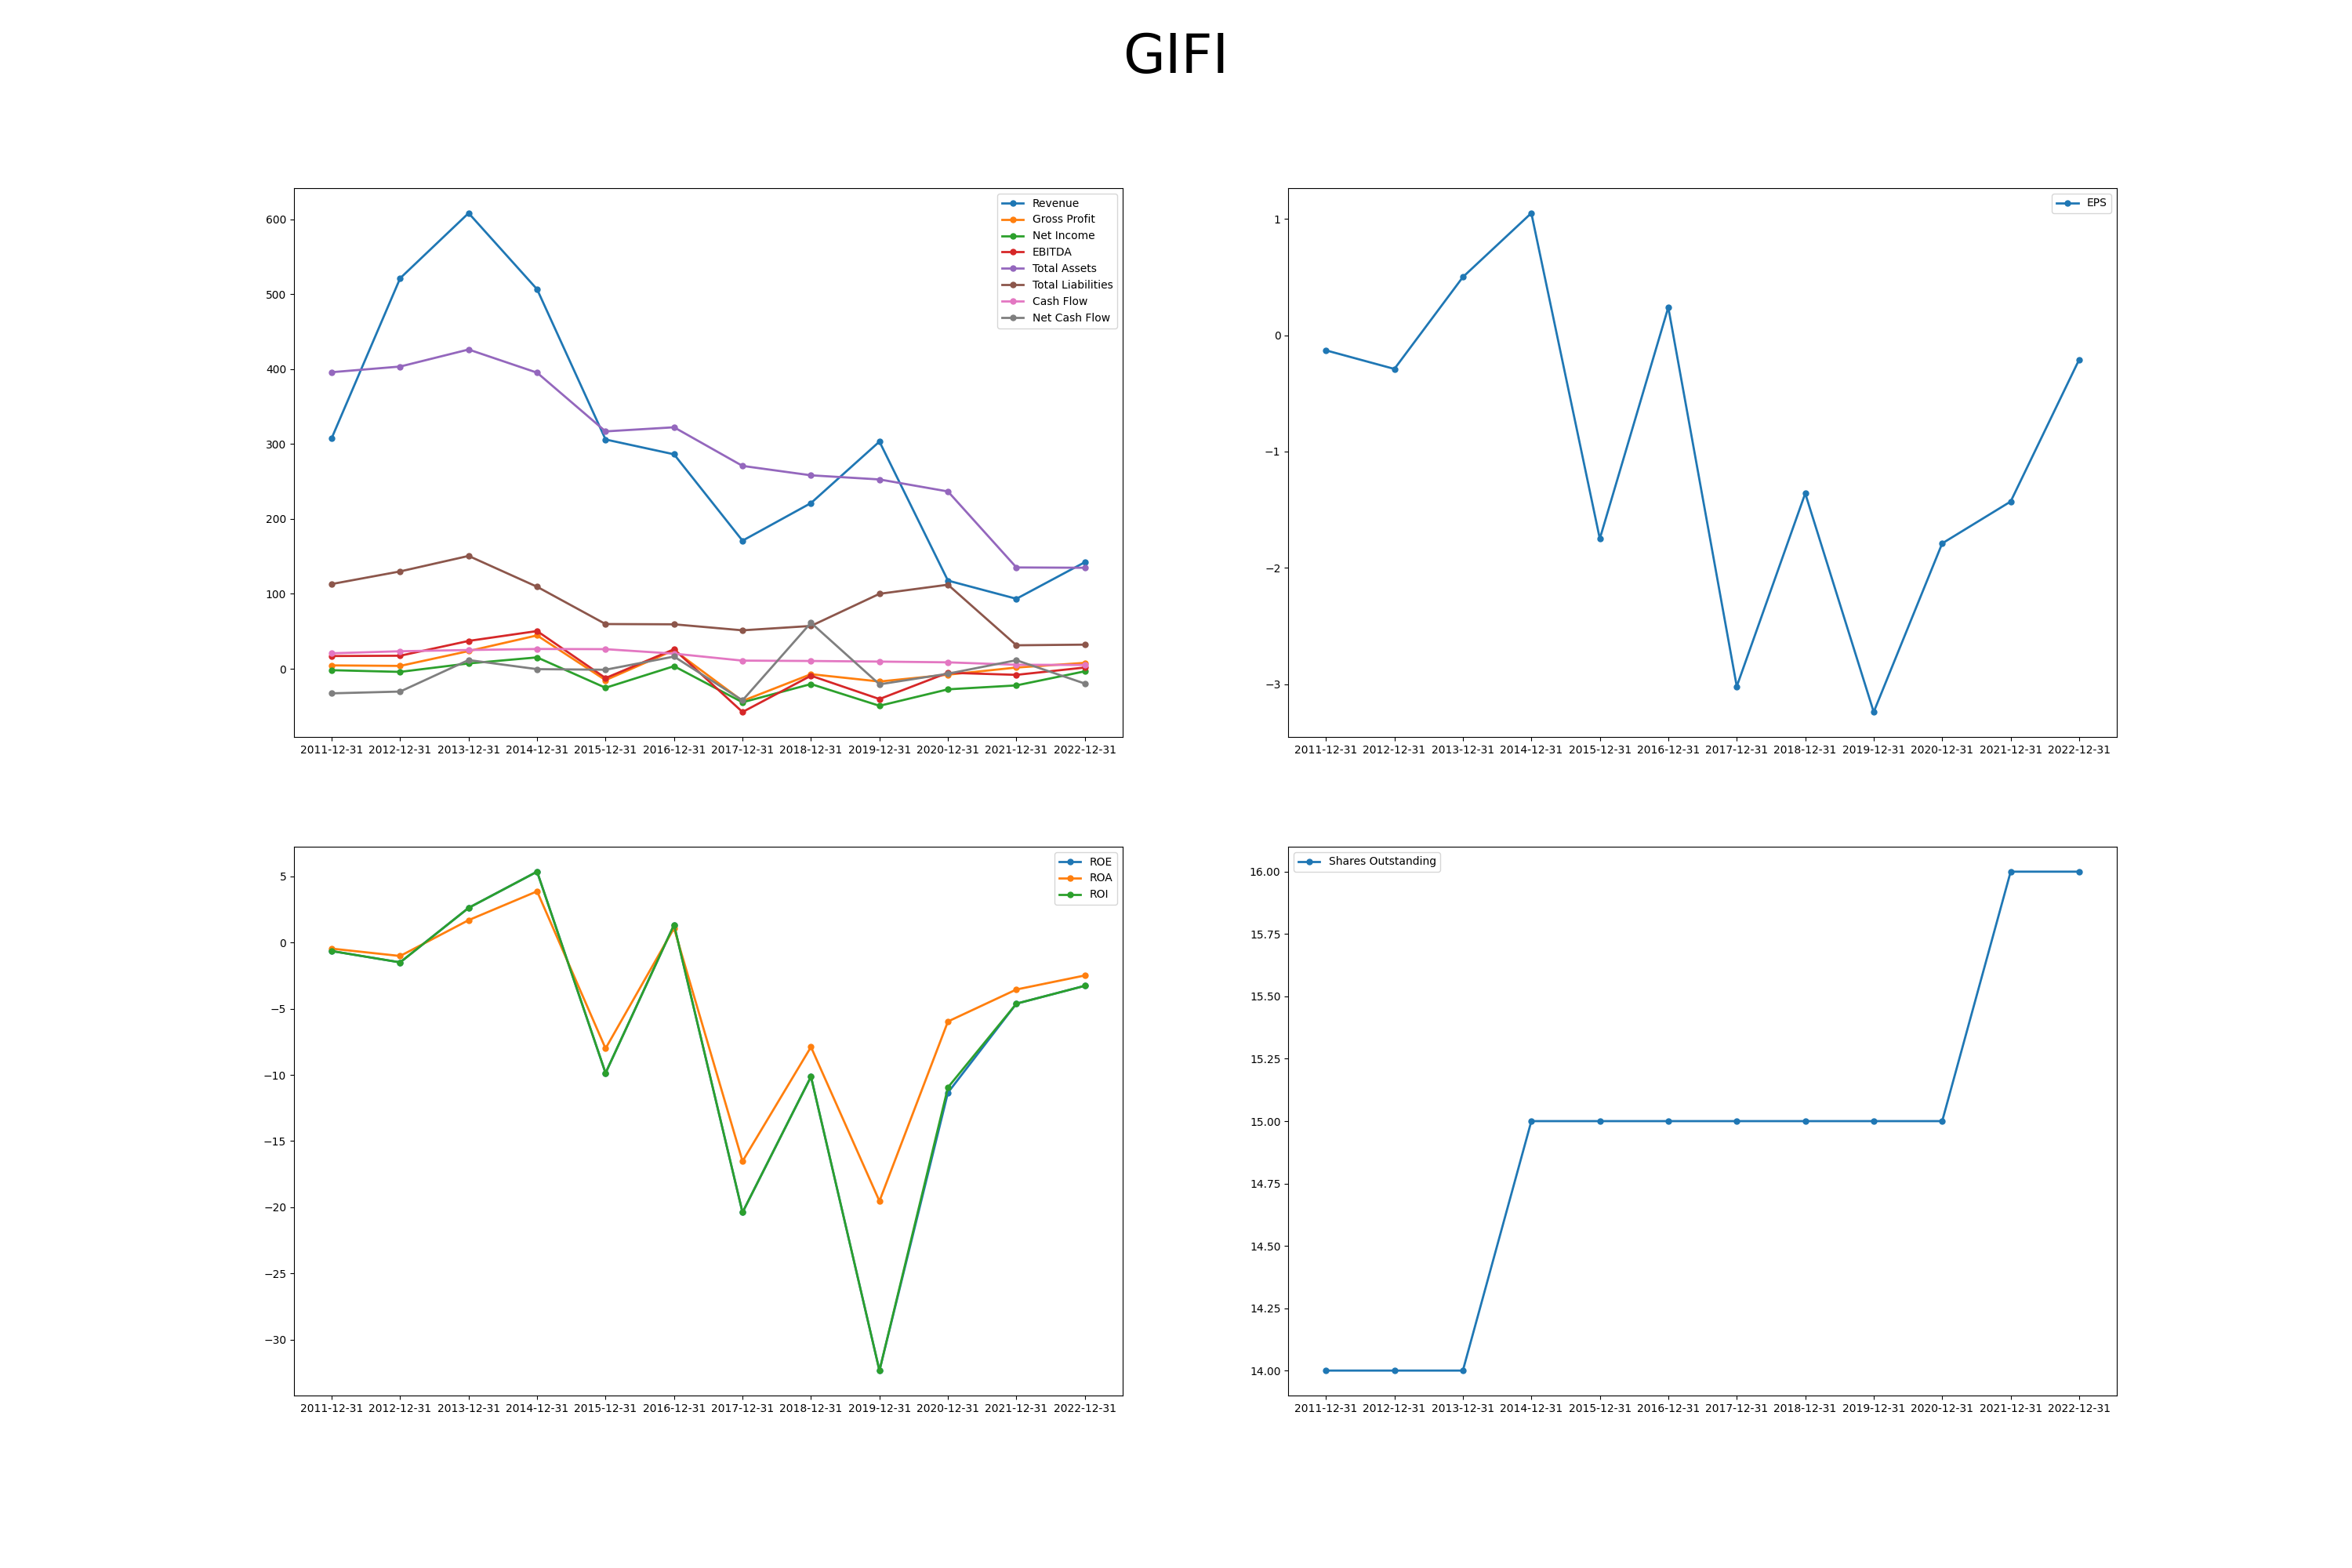 GIFI
600
500
400
300
200
100
0
Revenue
Gross Profit
Net Income
EBITDA
Total Assets
Total Liabilities
Cash Flow
Net Cash Flow
2011-12-31 2012-12-31 2013-12-31 2014-12-31 2015-12-31 2016-12-31 2017-12-31 2018-12-31 2019-12-31 2020-12-31 2021-12-31 2022-12-31
1
0
−1
−2
−3
EPS
2011-12-31 2012-12-31 2013-12-31 2014-12-31 2015-12-31 2016-12-31 2017-12-31 2018-12-31 2019-12-31 2020-12-31 2021-12-31 2022-12-31
5
0
−5
−10
−15
−20
−25
−30
ROE
ROA
ROI
2011-12-31 2012-12-31 2013-12-31 2014-12-31 2015-12-31 2016-12-31 2017-12-31 2018-12-31 2019-12-31 2020-12-31 2021-12-31 2022-12-31
Shares Outstanding
16.00
15.75
15.50
15.25
15.00
14.75
14.50
14.25
14.00
2011-12-31 2012-12-31 2013-12-31 2014-12-31 2015-12-31 2016-12-31 2017-12-31 2018-12-31 2019-12-31 2020-12-31 2021-12-31 2022-12-31